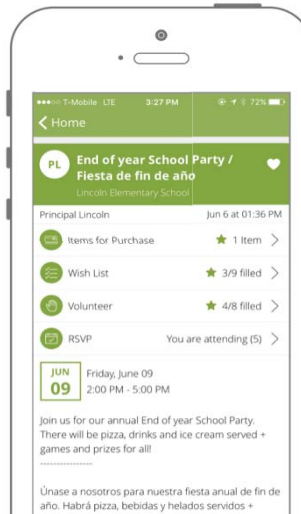 T-Mobile LTE 3:27 PM 72%
Home
PL End of year School Party /
Fiesta de fin de año
Lincoln Elementary School
Principal Lincoln Jun 6 at 01:36 PM
Items for Purchase 1 Item
Wish List 3/9 filled
Volunteer 4/8 filled
RSVP You are attending (5)
JUN
09
Friday, June 09
2:00 PM - 5:00 PM
Join us for our annual End of year School Party.
There will be pizza, drinks and ice cream served +
games and prizes for all!
------------------
Únase a nosotros para nuestra fiesta anual de fin de
año. Habrá pizza, bebidas y helados servidos +